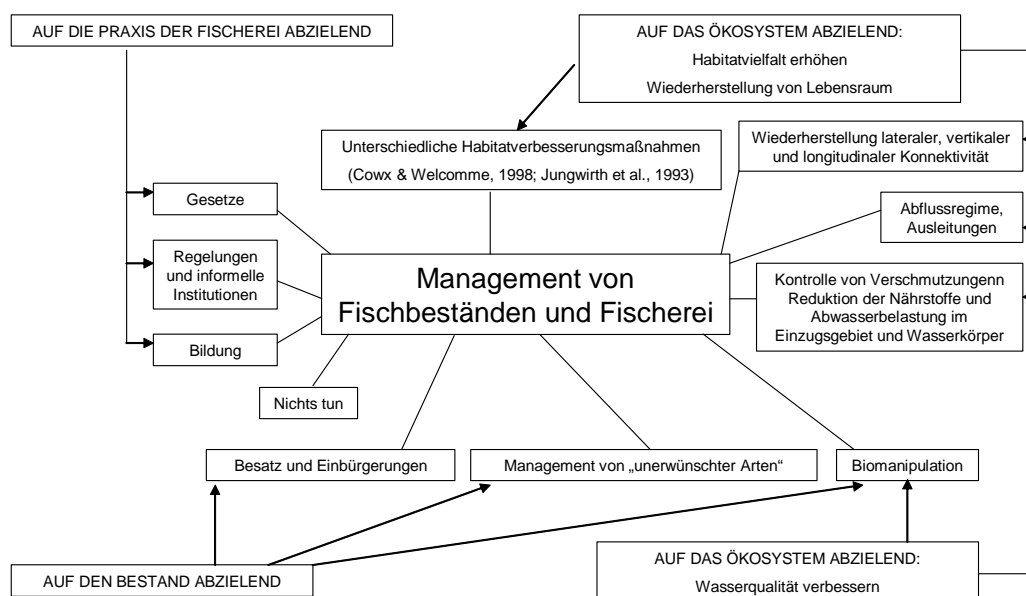 AUF DIE PRAXIS DER FISCHEREI ABZIELEND
AUF DAS ÖKOSYSTEM ABZIELEND:
Habitatvielfalt erhöhen
Wiederherstellung von Lebensraum
Unterschiedliche Habitatverbesserungsmaßnahmen
(Cowx & Welcomme, 1998; Jungwirth et al., 1993)
Wiederherstellung lateraler, vertikaler
und longitudinaler Konnektivität
Gesetze
Abflussregime,
Ausleitungen
Regelungen
und informelle
Institutionen
Management von
Fischbeständen und Fischerei
Kontrolle von Verschmutzungenn
Reduktion der Nährstoffe und
Abwasserbelastung im
Einzugsgebiet und Wasserkörper
Bildung
Nichts tun
Besatz und Einbürgerungen
Management von „unerwünschter Arten“
Biomanipulation
AUF DEN BESTAND ABZIELEND
AUF DAS ÖKOSYSTEM ABZIELEND:
Wasserqualität verbessern